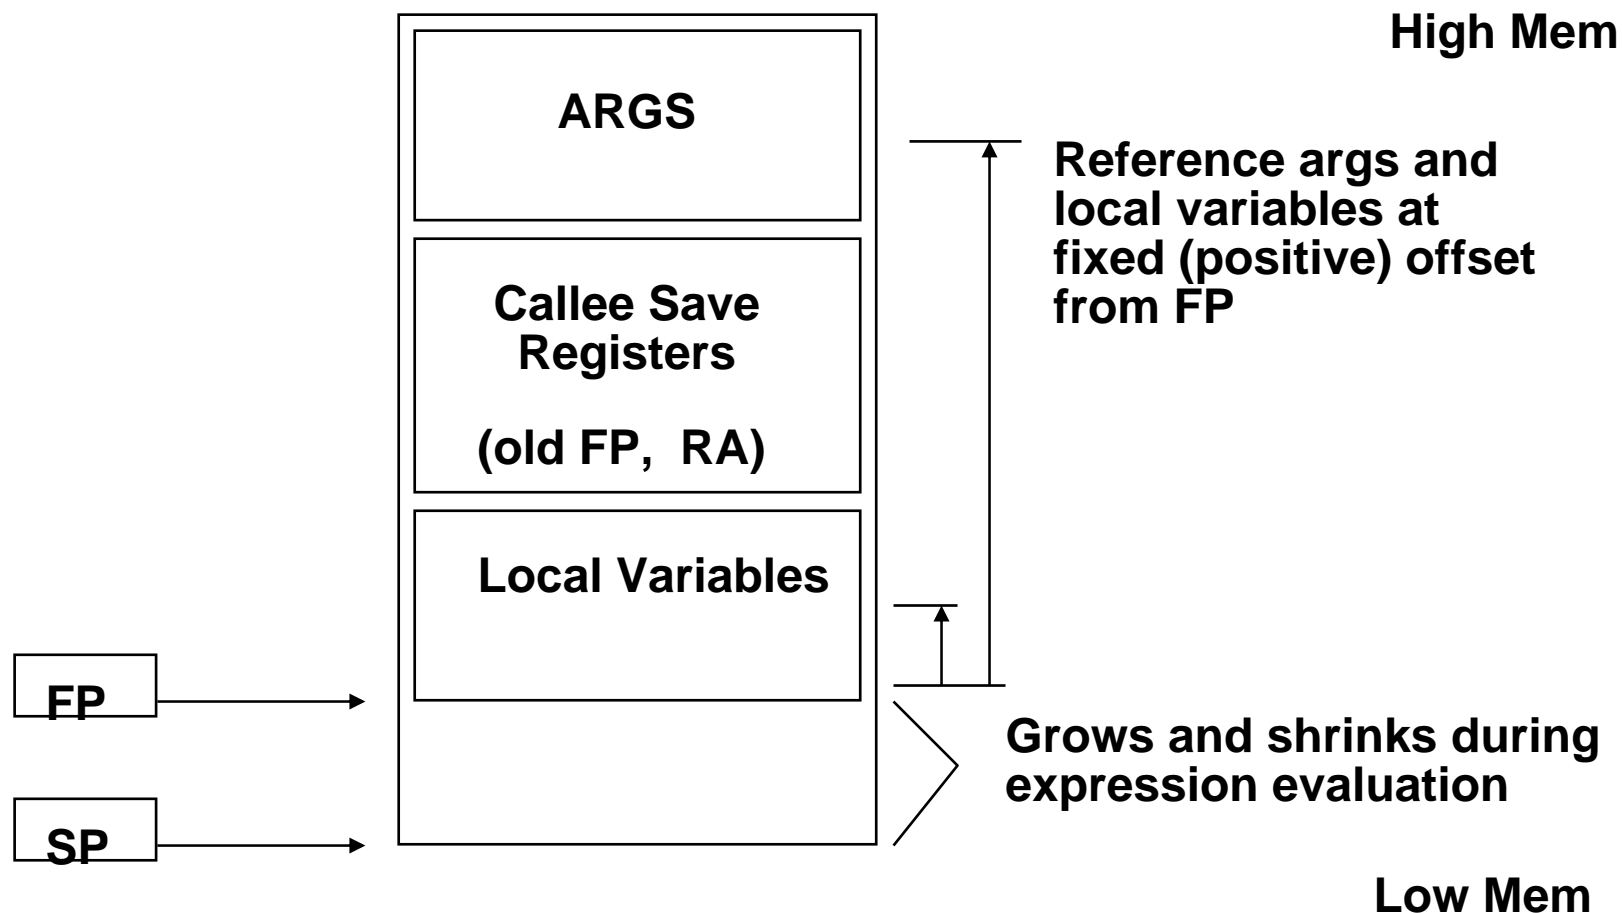 High Mem
ARGS
Reference args and
local variables at
fixed (positive) offset
from FP
Callee Save
Registers
(old FP, RA)
Local Variables
FP
Grows and shrinks during
expression evaluation
SP
Low Mem